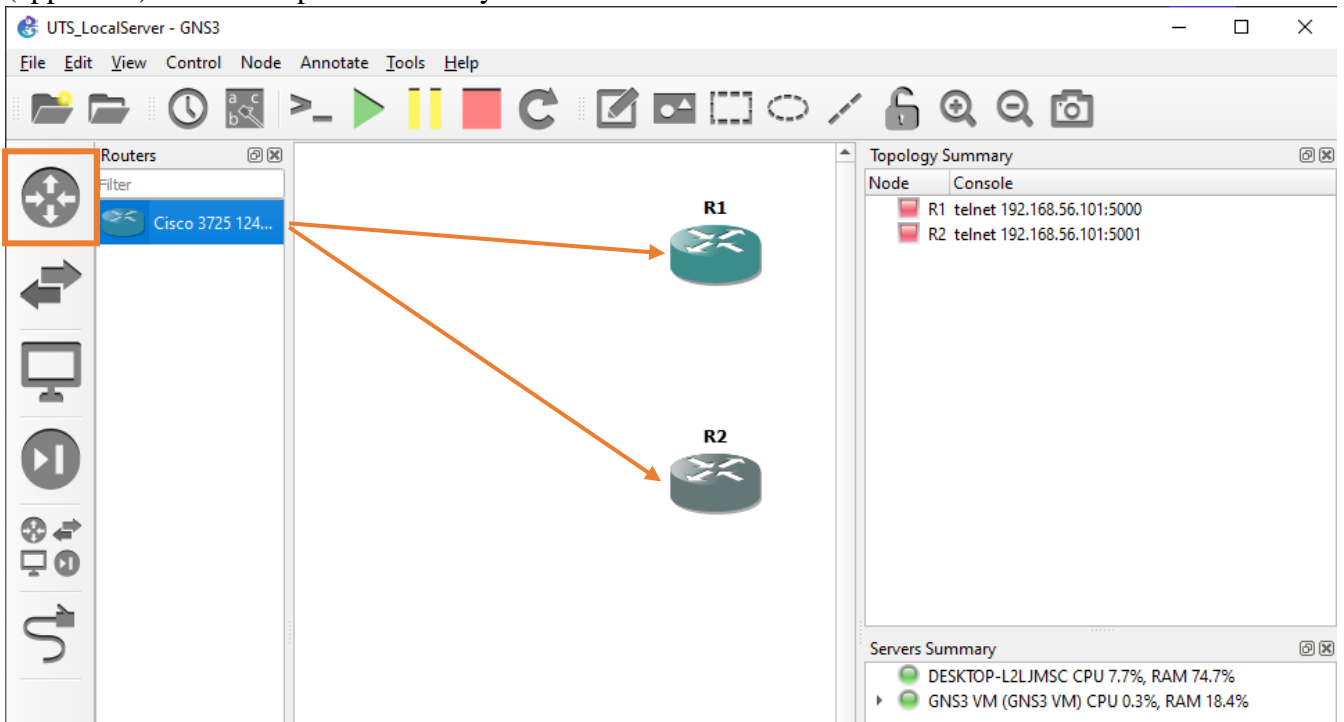 UTS_LocalServer - GNS3
File Edit View Control Node Annotate Tools Help
a c
b
Routers
Filter
Cisco 3725 124...
R1
R2
Topology Summary
Node Console
R1 telnet 192.168.56.101:5000
R2 telnet 192.168.56.101:5001
Servers Summary
DESKTOP-L2LJMSC CPU 7.7%, RAM 74.7%
GNS3 VM (GNS3 VM) CPU 0.3%, RAM 18.4%